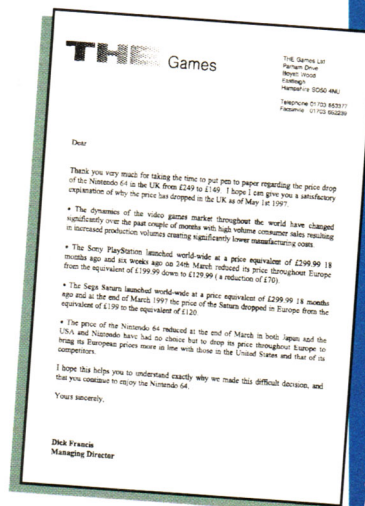 THE Games
THE Games Ltd
Parham Drive
Boyatt Wood
Eastleigh
Hampshire SO50 4NU
Telephone 01703 653377
Facsimile 01703 652299
Dear
Thank you very much for taking the time to put pen to paper regarding the price drop
of the Nintendo 64 in the UK from £249 to £149. I hope I can give you a satisfactory
explanation of why the price has dropped in the UK as of May 1st 1997.
• The dynamics of the video games market throughout the world have changed
significantly over the past couple of months with high volume consumer sales resulting
in increased production volumes creating significantly lower manufacturing costs.
• The Sony PlayStation launched world-wide at a price equivalent of £299.99 18
months ago and six weeks ago on 24th March reduced its price throughout Europe
from the equivalent of £199.99 down to £129.99 ( a reduction of £70).
• The Sega Saturn launched world-wide at a price equivalent of £299.99 18 months
ago and at the end of March 1997 the price of the Saturn dropped in Europe from the
equivalent of £199 to the equivalent of £120.
• The price of the Nintendo 64 reduced at the end of March in both Japan and the
USA and Nintendo have had no choice but to drop its price throughout Europe to
bring its European prices more in line with those in the United States and that of its
competitors.
I hope this helps you to understand exactly why we made this difficult decision, and
that you continue to enjoy the Nintendo 64.
Yours sincerely,
Dick Francis
Managing Director